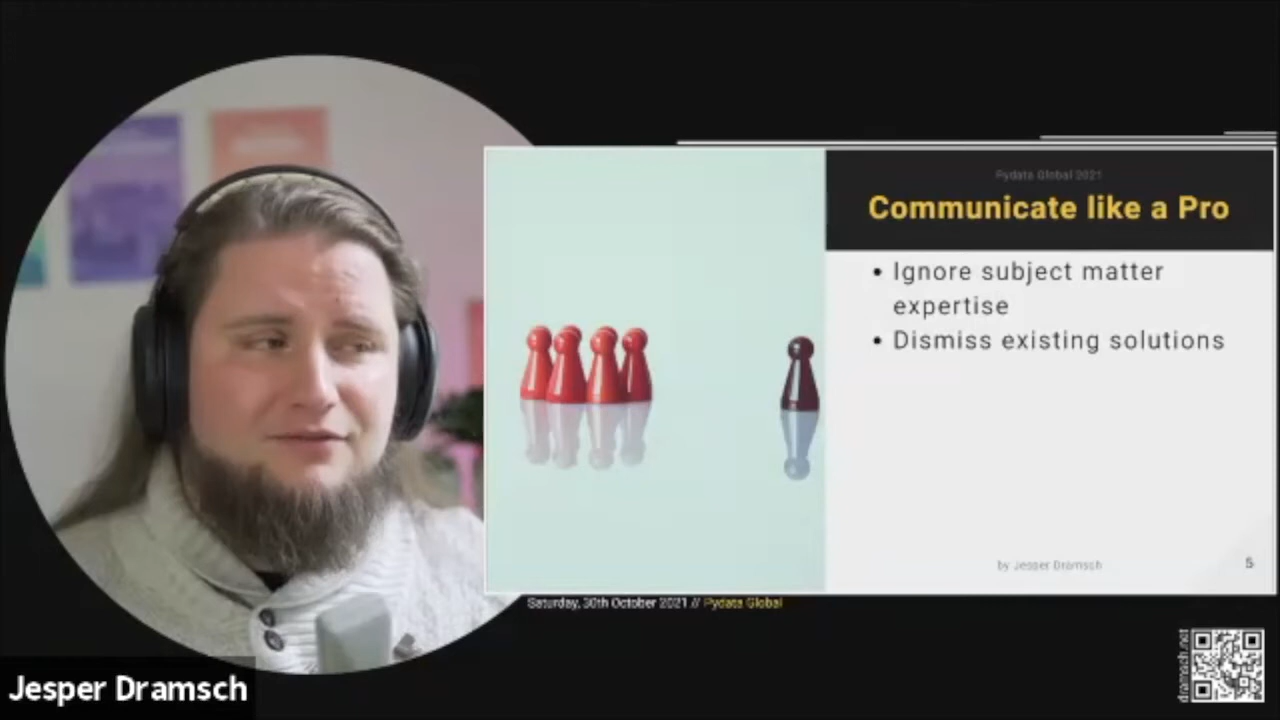 Pydata Global 2021
Communicate like a Pro
• Ignore subject matter
expertise
• Dismiss existing solutions
by Jesper Dramsch
5
Saturday, 30th October 2021 // Pydata Global
dramsch.net
Jesper Dramsch